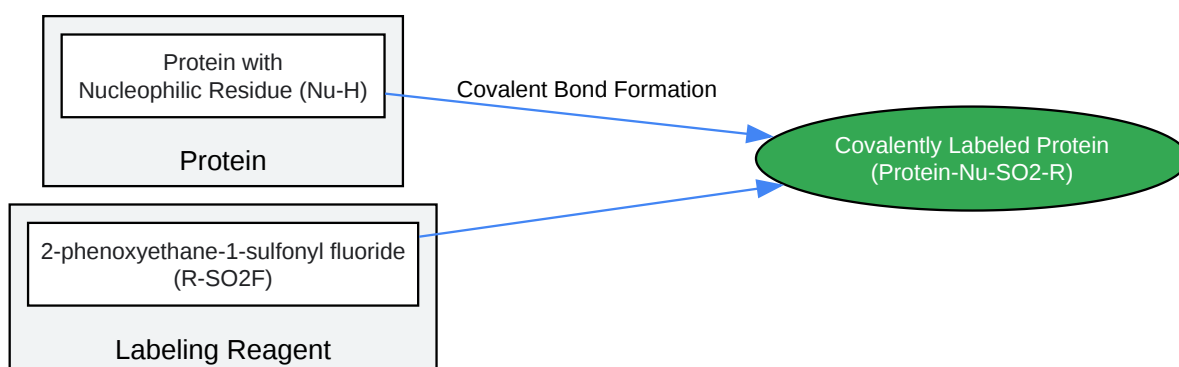 Protein with
Nucleophilic Residue (Nu-H)
Protein
Covalent Bond Formation
Covalently Labeled Protein
(Protein-Nu-SO2-R)
2-phenoxyethane-1-sulfonyl fluoride
(R-SO2F)
Labeling Reagent